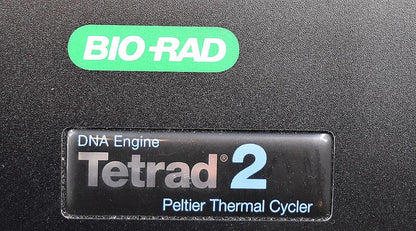 BIO-RAD
DNA Engine
Tetrad® 2
Peltier Thermal Cycler